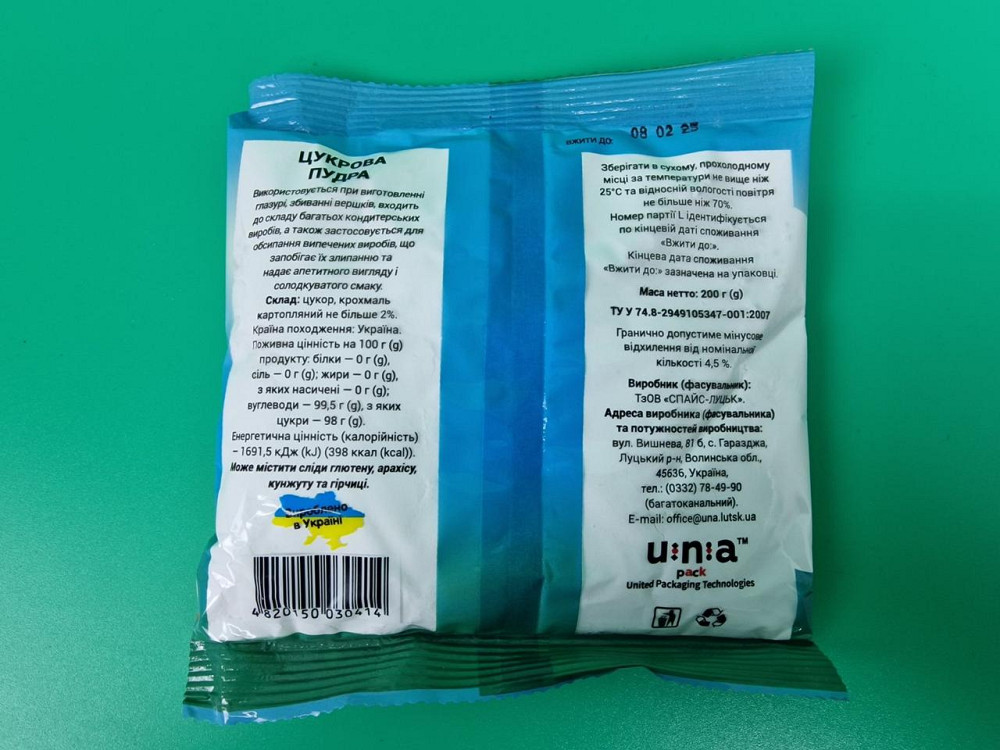 ЦУКРОВА
ПУДРА
Використовується при виготовленні
глазурі, збиванні вершків, входить
до складу багатьох кондитерських
виробів, а також застосовується для
обсипання випечених виробів, що
запобігає їх злипанню та
надає апетитного вигляду і
солодкуватого смаку.
Склад: цукор, крохмаль
картопляний не більше 2%.
Країна походження: Україна.
Поживна цінність на 100 г (g)
продукту: білки – 0 г (g),
сіль – 0 г (g); жири – 0 г (g),
з яких насичені – 0 г (g);
вуглеводи – 99,5 г (g), з яких
цукри – 98 г (g).
Енергетична цінність (калорійність)
– 1691,5 кДж (kJ) (398 ккал (kcal)).
Може містити сліди глютену, арахісу,
кунжуту та гірчиці.
Вироблено
в Україні
4 820150 030414
ВЖИТИ ДО: 08 02 25
Зберігати в сухому, прохолодному
місці за температури не вище ніж
25°С та відносній вологості повітря
не більше ніж 70%.
Номер партії L ідентифікується
по кінцевій даті споживання
«Вжити до:».
Кінцева дата споживання
«Вжити до:» зазначена на упаковці.
Маса нетто: 200 г (g)
ТУ У 74.8-2949105347-001:2007
Гранично допустиме мінусове
відхилення від номінальної
кількості 4,5 %.
Виробник (фасувальник):
ТзОВ «СПАЙС-ЛУЦЬК».
Адреса виробника (фасувальника)
та потужностей виробництва:
вул. Вишнева, 81 б, с. Гаразджа,
Луцький р-н, Волинська обл.,
45636, Україна,
тел.: (0332) 78-49-90
(багатоканальний).
E-mail: office@una.lutsk.ua
u:n:a™
pack
United Packaging Technologies